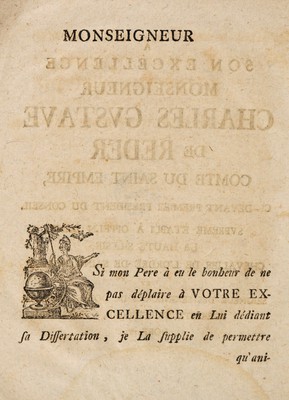 MONSEIGNEUR
Si mon Pere à eu le bonheur de ne
pas déplaire à VOTRE EX-
CELLENCE en Lui dédiant
sa Dissertation, je La supplie de permettre
qu'ani-